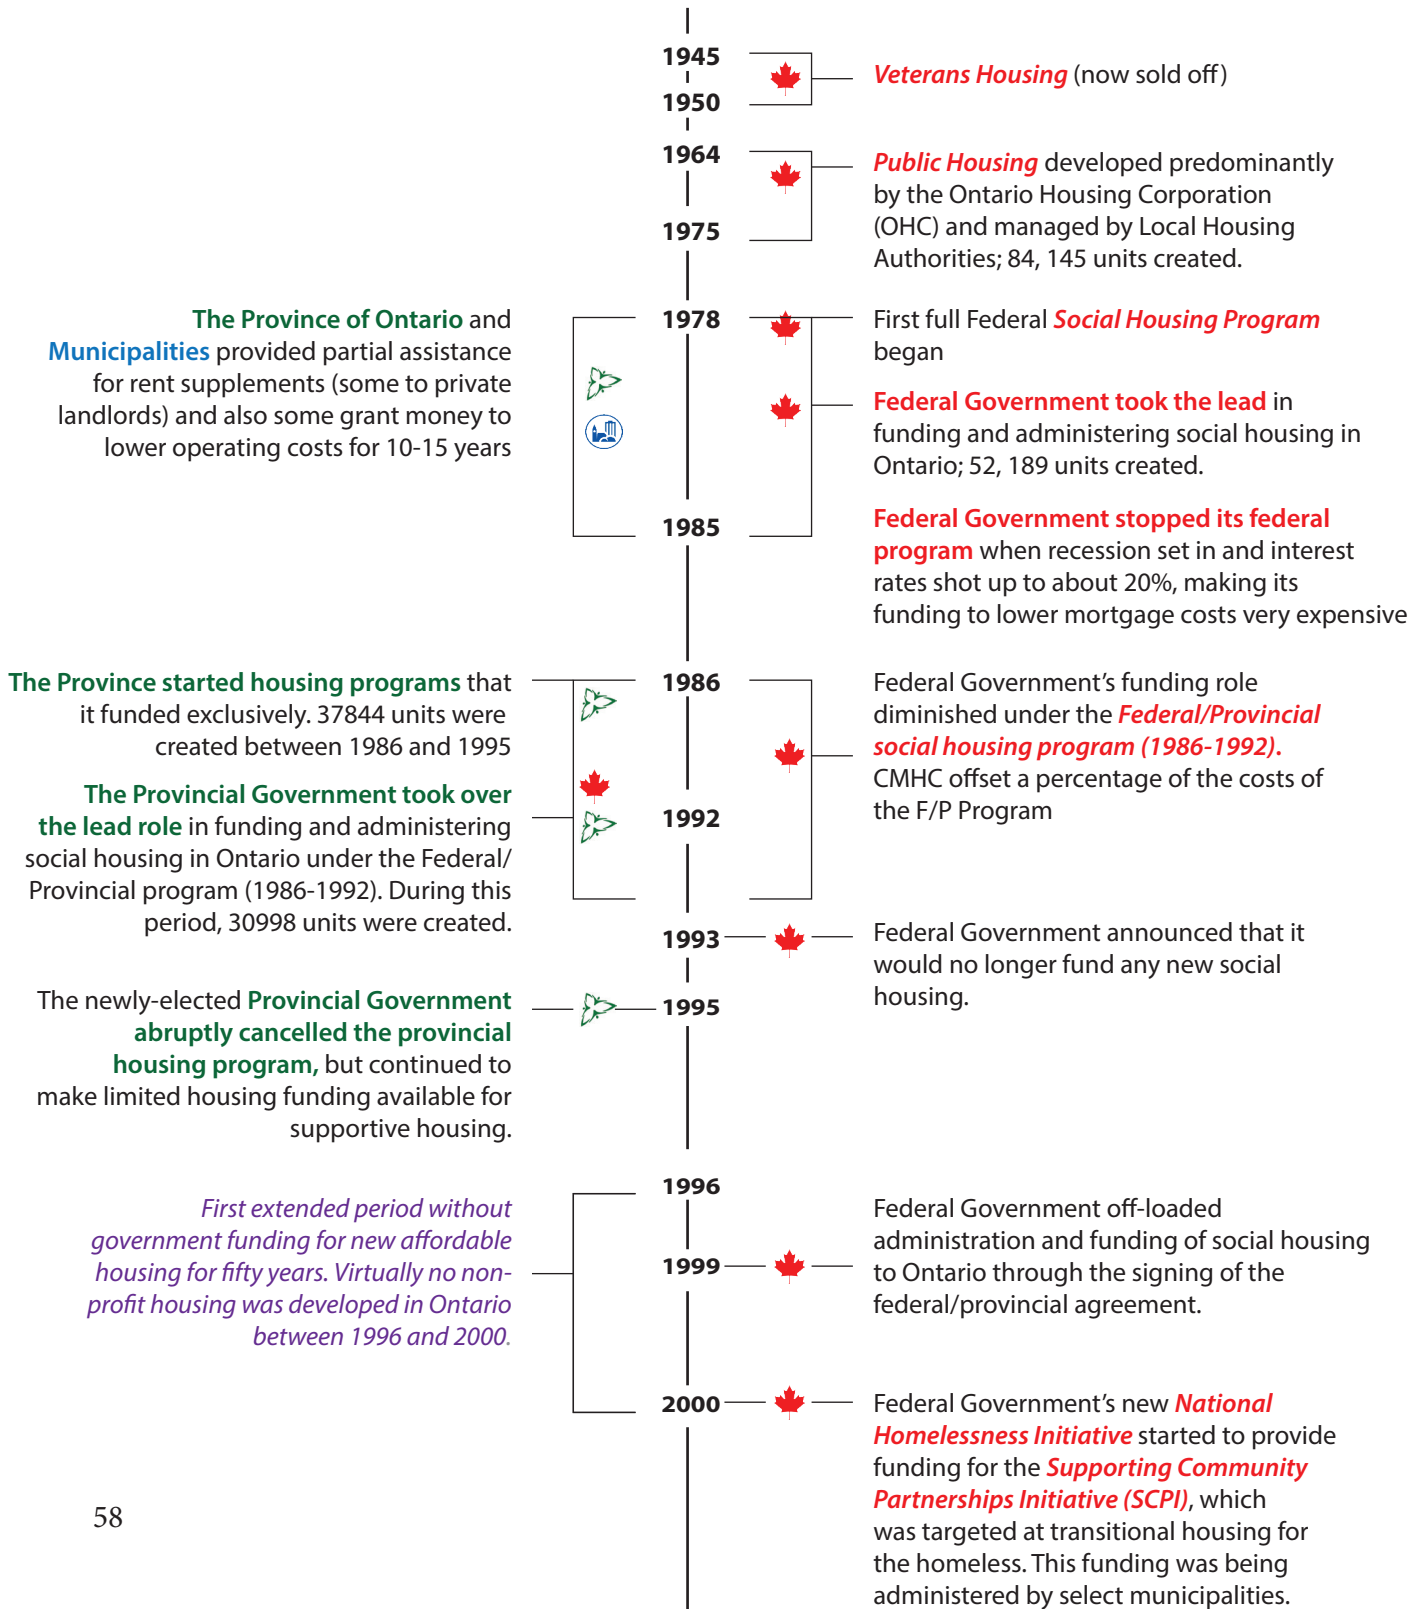 1945
Veterans Housing (now sold off)
1950
1964
Public Housing developed predominantly
by the Ontario Housing Corporation
(OHC) and managed by Local Housing
Authorities; 84, 145 units created.
1975
The Province of Ontario and
Municipalities provided partial assistance
for rent supplements (some to private
landlords) and also some grant money to
lower operating costs for 10-15 years
1978
First full Federal Social Housing Program
began
Federal Government took the lead in
funding and administering social housing in
Ontario; 52, 189 units created.
1985
Federal Government stopped its federal
program when recession set in and interest
rates shot up to about 20%, making its
funding to lower mortgage costs very expensive
The Province started housing programs that
it funded exclusively. 37844 units were
created between 1986 and 1995
The Provincial Government took over
the lead role in funding and administering
social housing in Ontario under the Federal/
Provincial program (1986-1992). During this
period, 30998 units were created.
1986
Federal Government's funding role
diminished under the Federal/Provincial
social housing program (1986-1992).
CMHC offset a percentage of the costs of
the F/P Program
1992
1993
Federal Government announced that it
would no longer fund any new social
housing.
The newly-elected Provincial Government
abruptly cancelled the provincial
housing program, but continued to
make limited housing funding available for
supportive housing.
1995
1996
First extended period without
government funding for new affordable
housing for fifty years. Virtually no non-
profit housing was developed in Ontario
between 1996 and 2000.
1999
Federal Government off-loaded
administration and funding of social housing
to Ontario through the signing of the
federal/provincial agreement.
2000
Federal Government's new National
Homelessness Initiative started to provide
funding for the Supporting Community
Partnerships Initiative (SCPI), which
was targeted at transitional housing for
the homeless. This funding was being
administered by select municipalities.
58